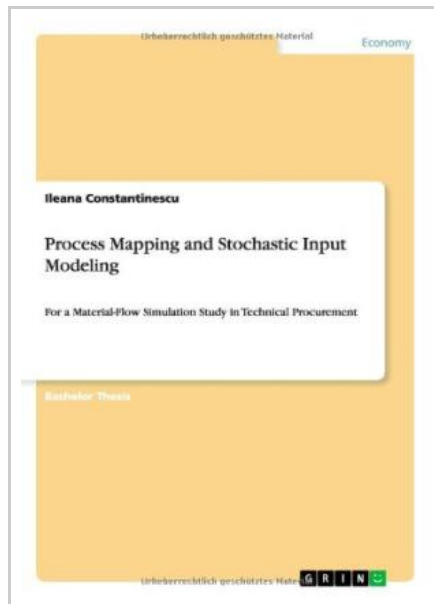 Urheberrechtlich geschütztes Material
Economy
Ileana Constantinescu
Process Mapping and Stochastic Input
Modeling
For a Material-Flow Simulation Study in Technical Procurement
Bachelor Thesis
Urheberrechtlich geschütztes Mate
GRIN